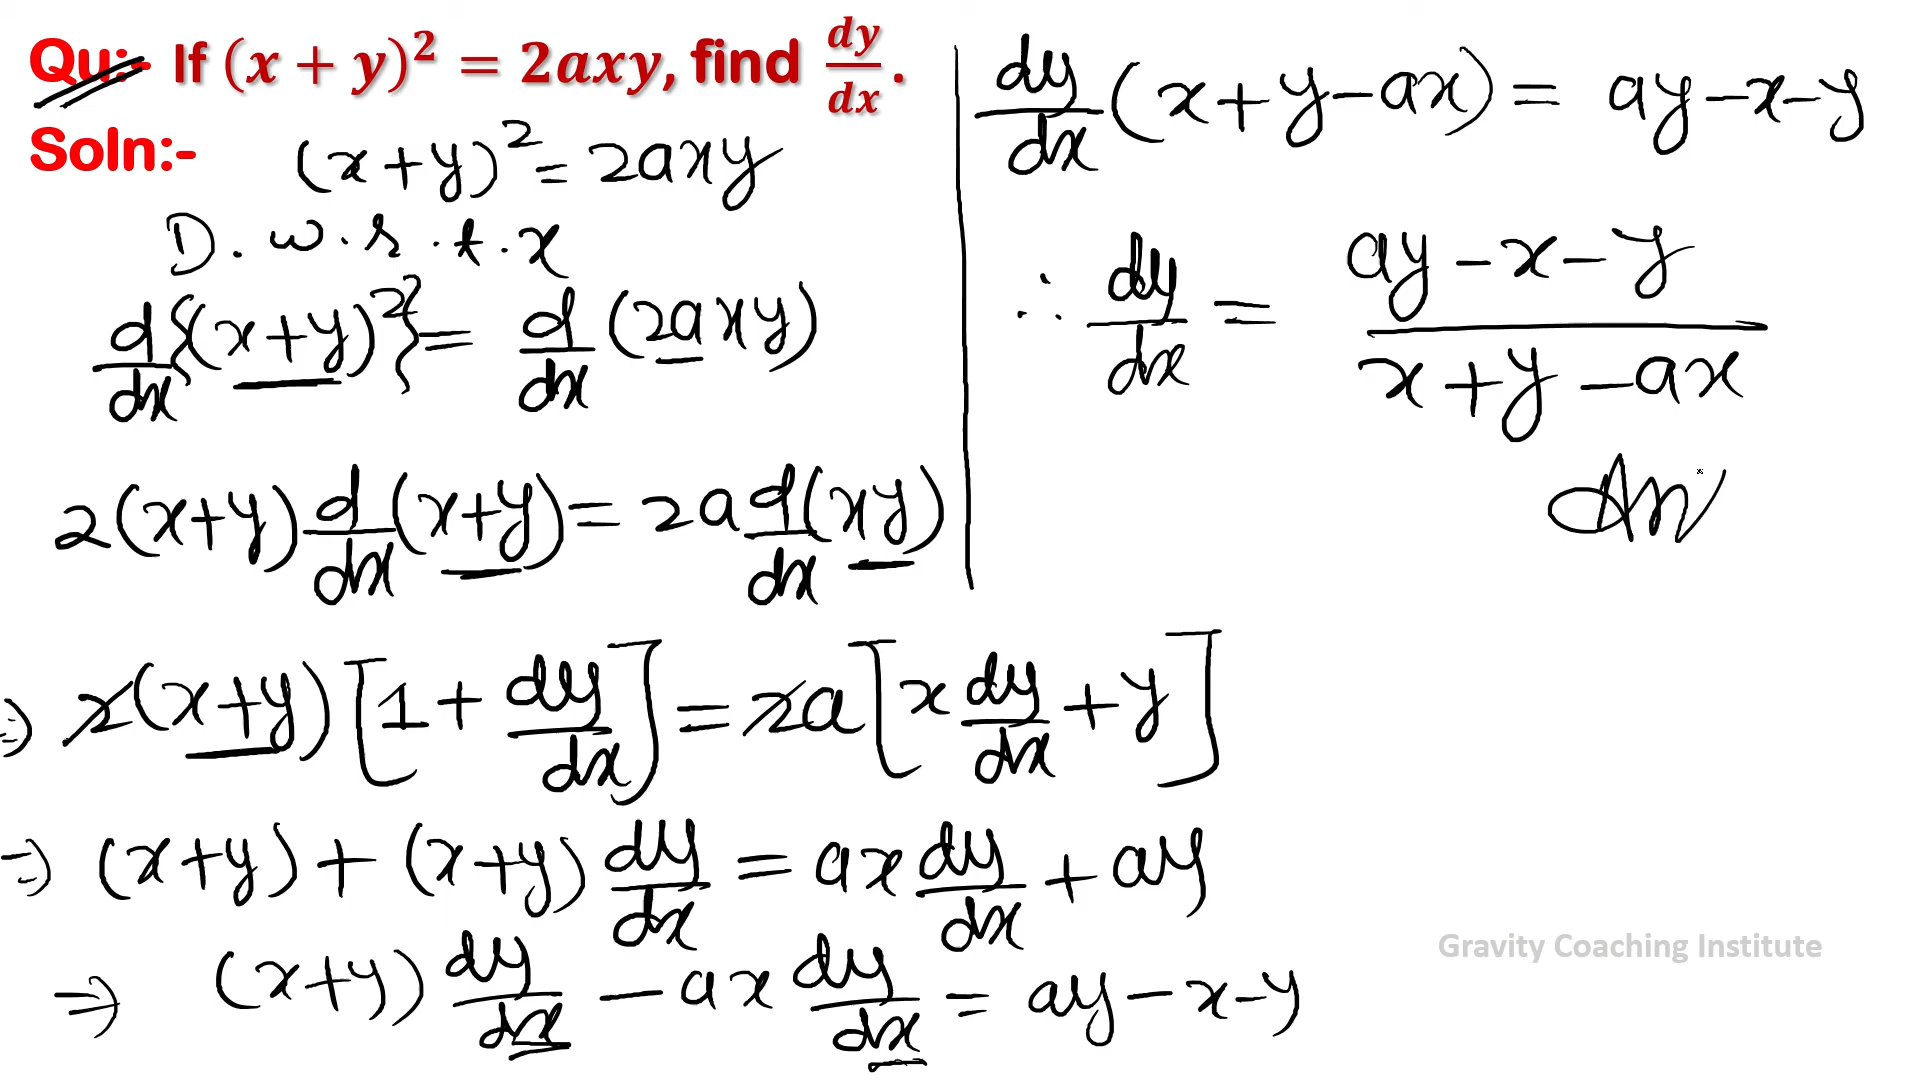 Qu:- If (x + y)² = 2axy, find dy/dx.
Soln:- (x+y)² = 2axy
D.w.r.t.x
d/dx{(x+y)²} = d/dx (2axy)
2(x+y) d/dx (x+y) = 2a d/dx (xy)
⇒ 2(x+y)[1 + dy/dx] = 2a[x dy/dx + y]
⇒ (x+y) + (x+y) dy/dx = ax dy/dx + ay
⇒ (x+y) dy/dx - ax dy/dx = ay - x - y
dy/dx (x+y-ax) = ay - x - y
∴ dy/dx = (ay - x - y)/(x + y - ax)
Ans
Gravity Coaching Institute